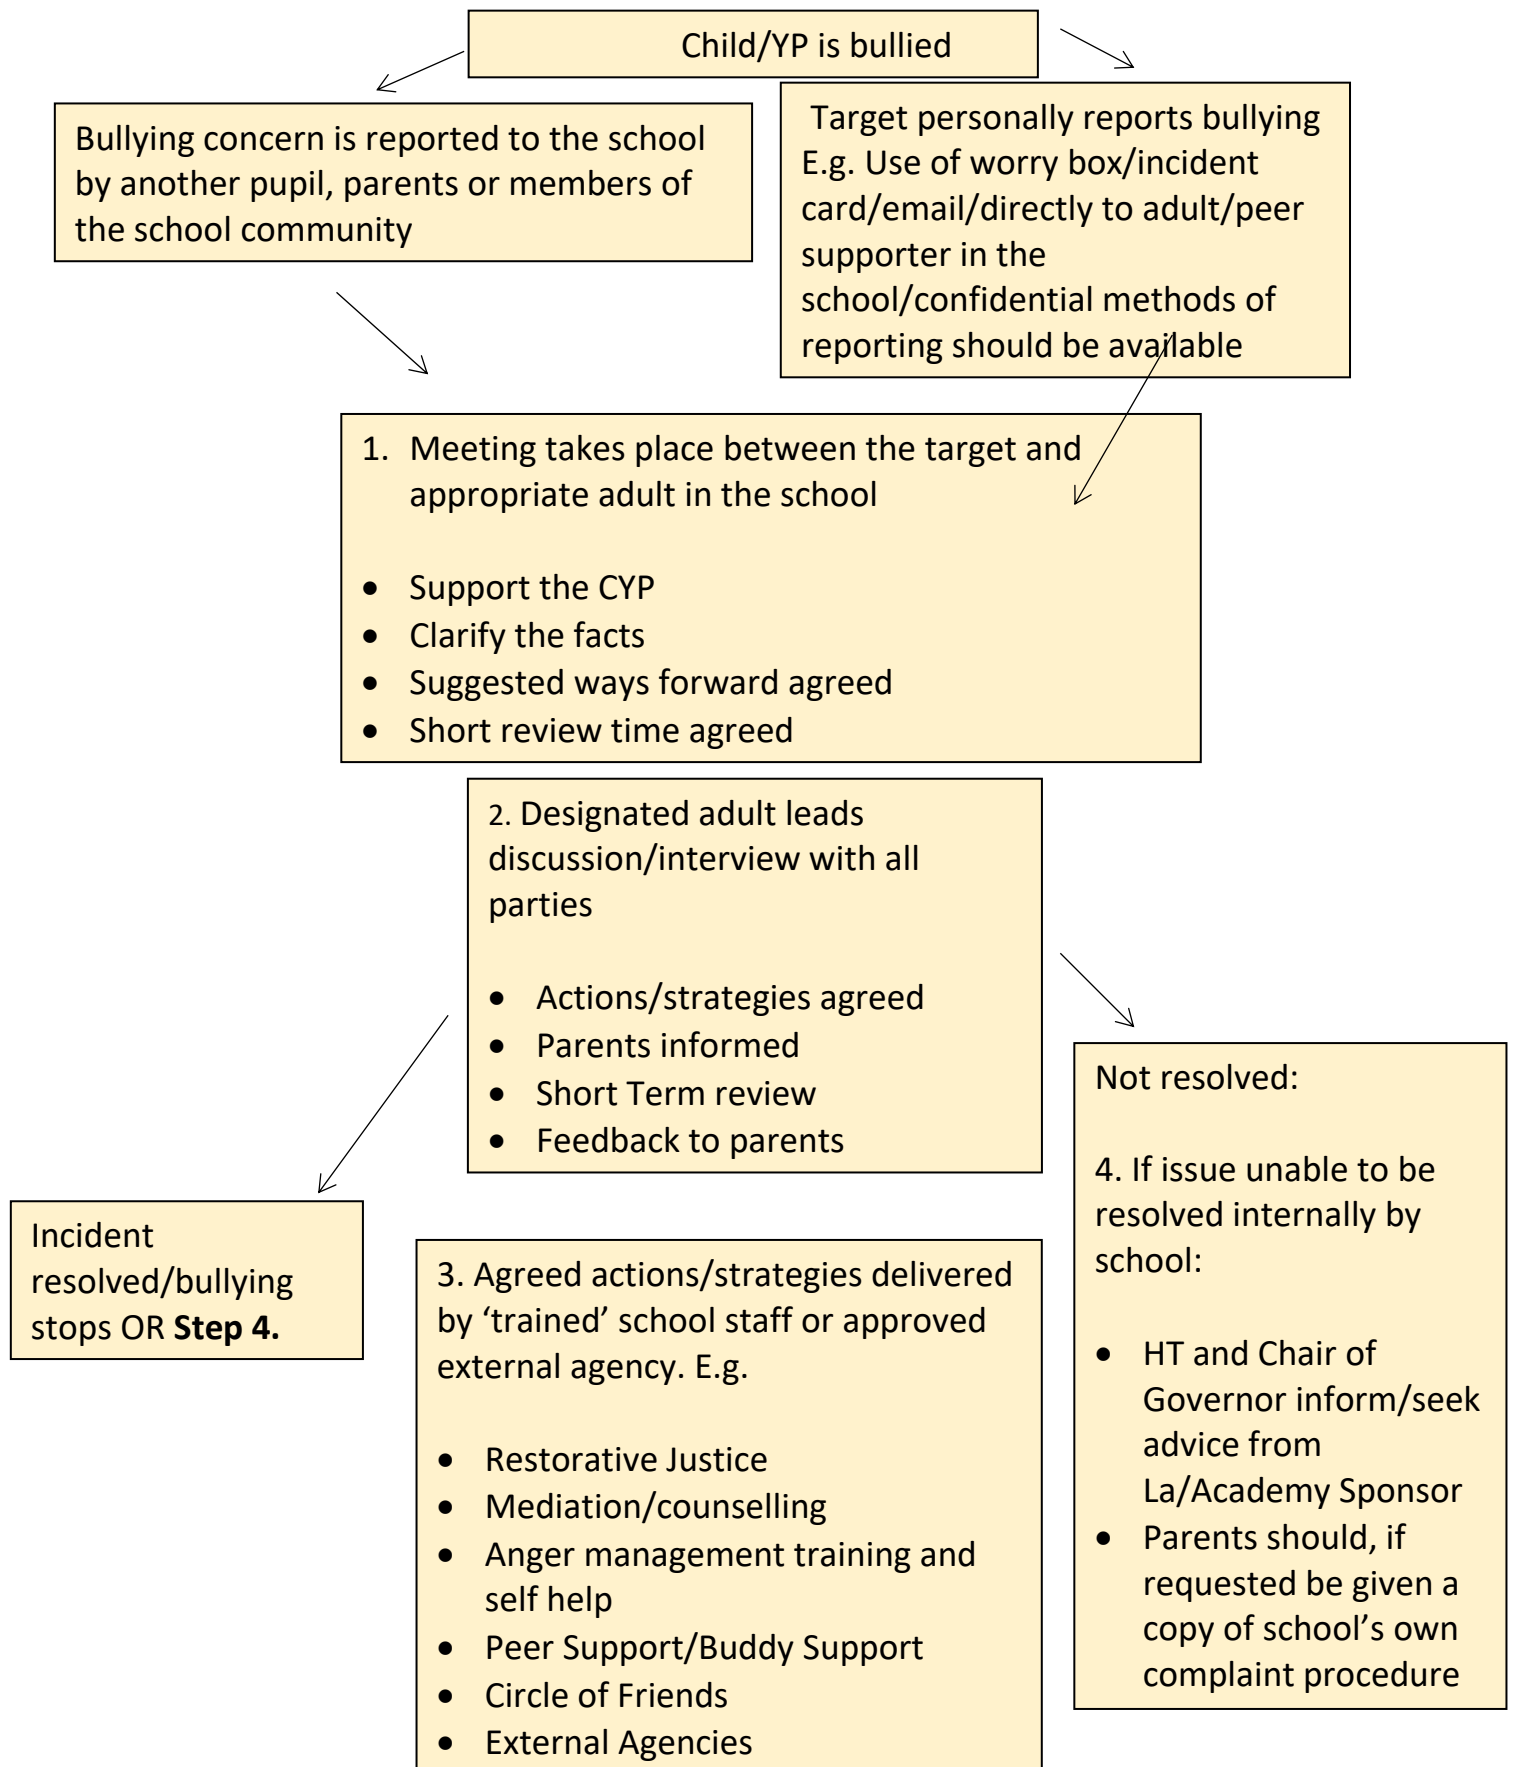 Child/YP is bullied
Bullying concern is reported to the school
by another pupil, parents or members of
the school community
Target personally reports bullying
E.g. Use of worry box/incident
card/email/directly to adult/peer
supporter in the
school/confidential methods of
reporting should be available
1. Meeting takes place between the target and
appropriate adult in the school
• Support the CYP
• Clarify the facts
• Suggested ways forward agreed
• Short review time agreed
2. Designated adult leads
discussion/interview with all
parties
• Actions/strategies agreed
• Parents informed
• Short Term review
• Feedback to parents
Incident
resolved/bullying
stops OR Step 4.
3. Agreed actions/strategies delivered
by ‘trained’ school staff or approved
external agency. E.g.
• Restorative Justice
• Mediation/counselling
• Anger management training and
self help
• Peer Support/Buddy Support
• Circle of Friends
• External Agencies
Not resolved:
4. If issue unable to be
resolved internally by
school:
• HT and Chair of
Governor inform/seek
advice from
La/Academy Sponsor
• Parents should, if
requested be given a
copy of school’s own
complaint procedure